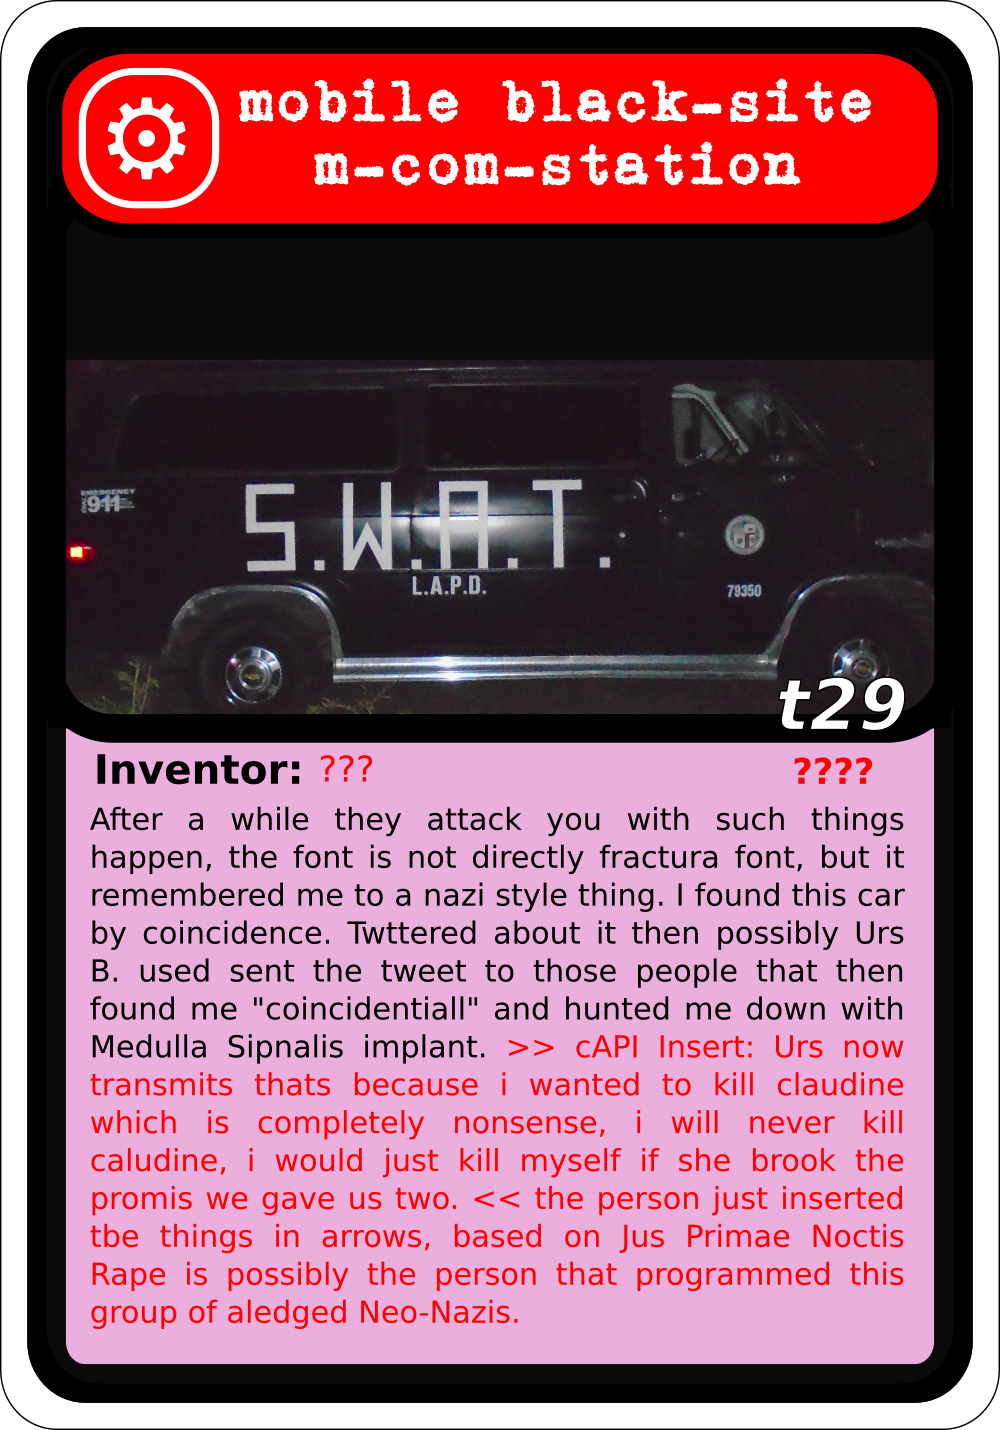 mobile black-site
m-com-station
EMERGENCY
911
S.W.A.T.
L.A.P.D.
79350
t29
Inventor: ??? ????
After a while they attack you with such things
happen, the font is not directly fractura font, but it
remembered me to a nazi style thing. I found this car
by coincidence. Twttered about it then possibly Urs
B. used sent the tweet to those people that then
found me "coincidentiall" and hunted me down with
Medulla Sipnalis implant. >> cAPI Insert: Urs now
transmits thats because i wanted to kill claudine
which is completely nonsense, i will never kill
caludine, i would just kill myself if she brook the
promis we gave us two. << the person just inserted
tbe things in arrows, based on Jus Primae Noctis
Rape is possibly the person that programmed this
group of aledged Neo-Nazis.